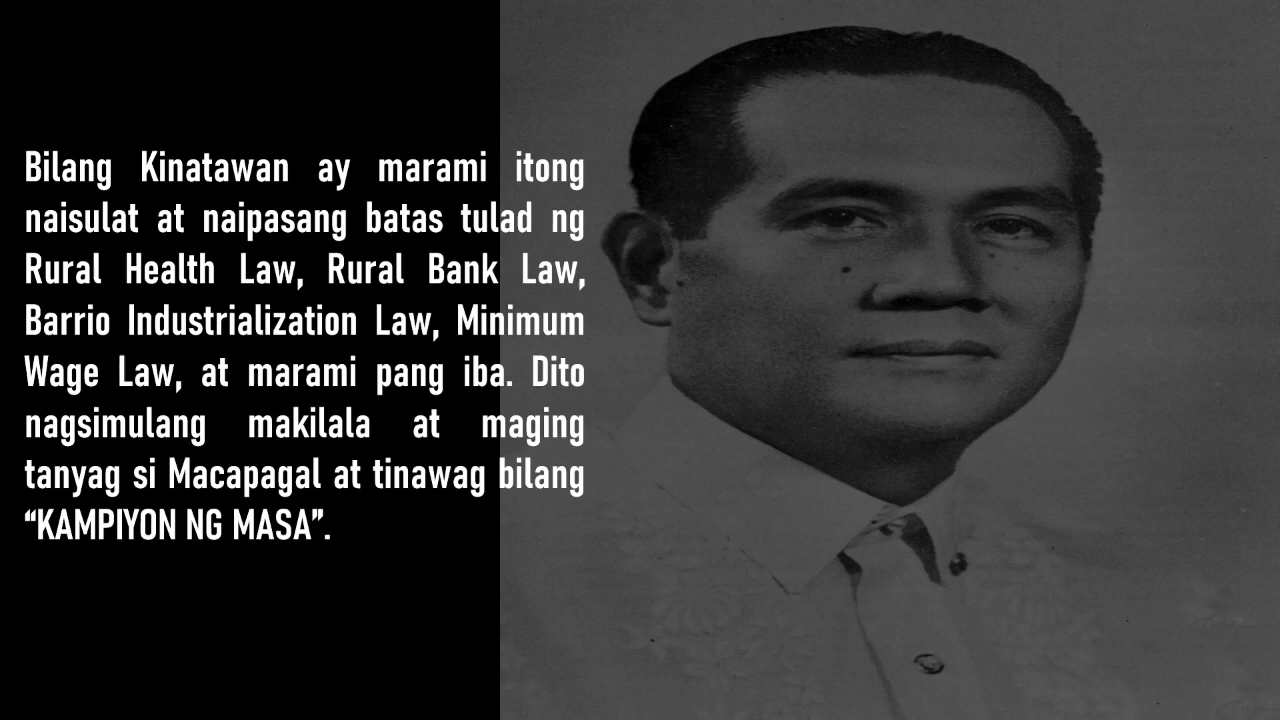 Bilang Kinatawan ay marami itong
naisulat at naipasang batas tulad ng
Rural Health Law, Rural Bank Law,
Barrio Industrialization Law, Minimum
Wage Law, at marami pang iba. Dito
nagsimulang makilala at maging
tanyag si Macapagal at tinawag bilang
“KAMPIYON NG MASA”.